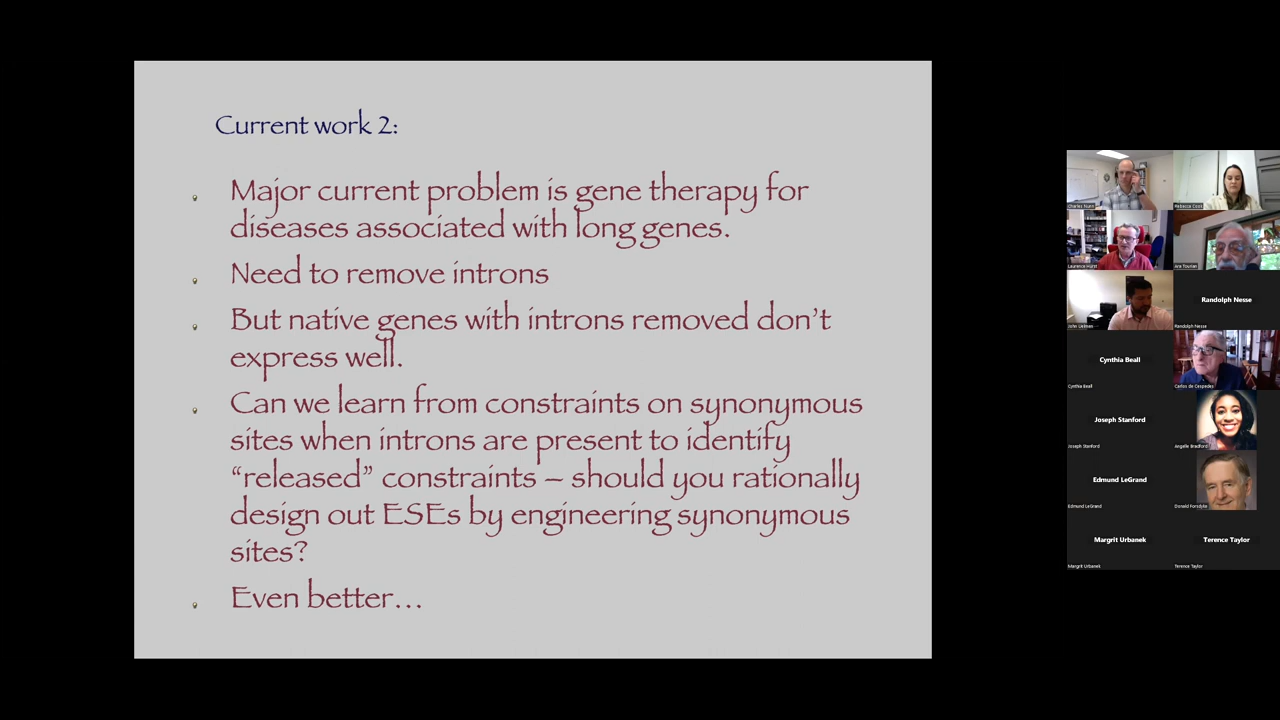 Current work 2:
Major current problem is gene therapy for
diseases associated with long genes.
Need to remove introns
But native genes with introns removed don't
express well.
Can we learn from constraints on synonymous
sites when introns are present to identify
“released” constraints – should you rationally
design out ESEs by engineering synonymous
sites?
Even better…
Charles Nunn
Rebecca Cook
Laurence Hurst
Ara Tourian
John Lieman
Randolph Nesse
Randolph Nesse
Cynthia Beall
Cynthia Beall
Carlos de Cespedes
Joseph Stanford
Joseph Stanford
Angelle Bradford
Edmund LeGrand
Edmund LeGrand
Donald Forsdyke
Margrit Urbanek
Margrit Urbanek
Terence Taylor
Terence Taylor